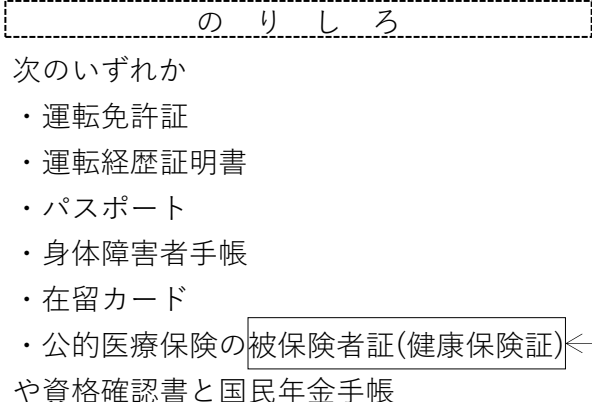 のりしろ
次のいずれか
・運転免許証
・運転経歴証明書
・パスポート
・身体障害者手帳
・在留カード
・公的医療保険の被保険者証(健康保険証)
や資格確認書と国民年金手帳